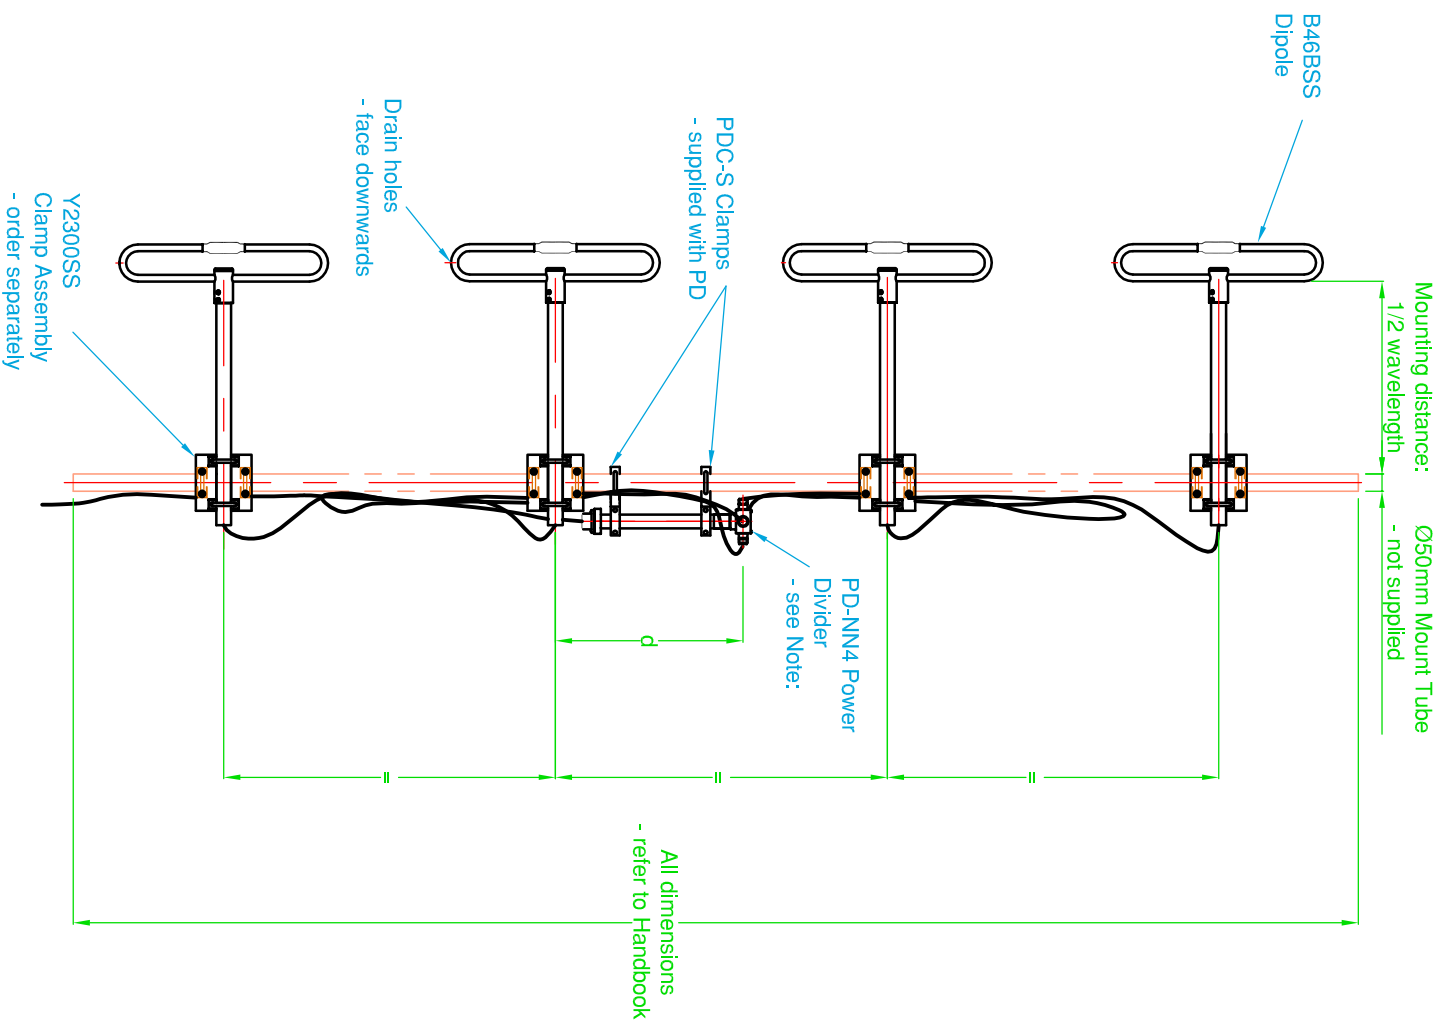 B46BSS
Dipole
Mounting distance:
1/2 wavelength
Ø50mm Mount Tube
- not supplied
PDC-S Clamps
- supplied with PD
Drain holes
- face downwards
PD-NN4 Power
Divider
- see Note:
d
=
=
=
Y2300SS
Clamp Assembly
- order separately
All dimensions
- refer to Handbook